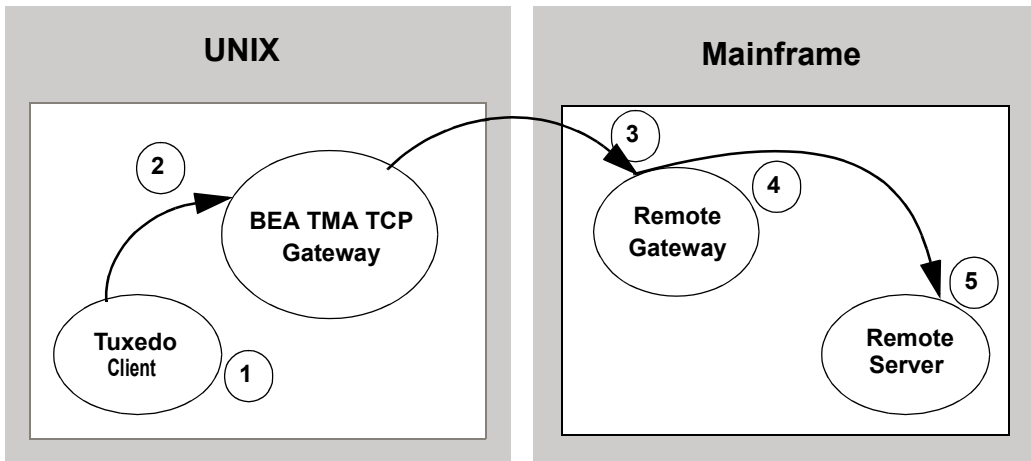 UNIX
Mainframe
2
BEA TMA TCP
Gateway
3
4
Remote
Gateway
5
Tuxedo
Client
1
Remote
Server